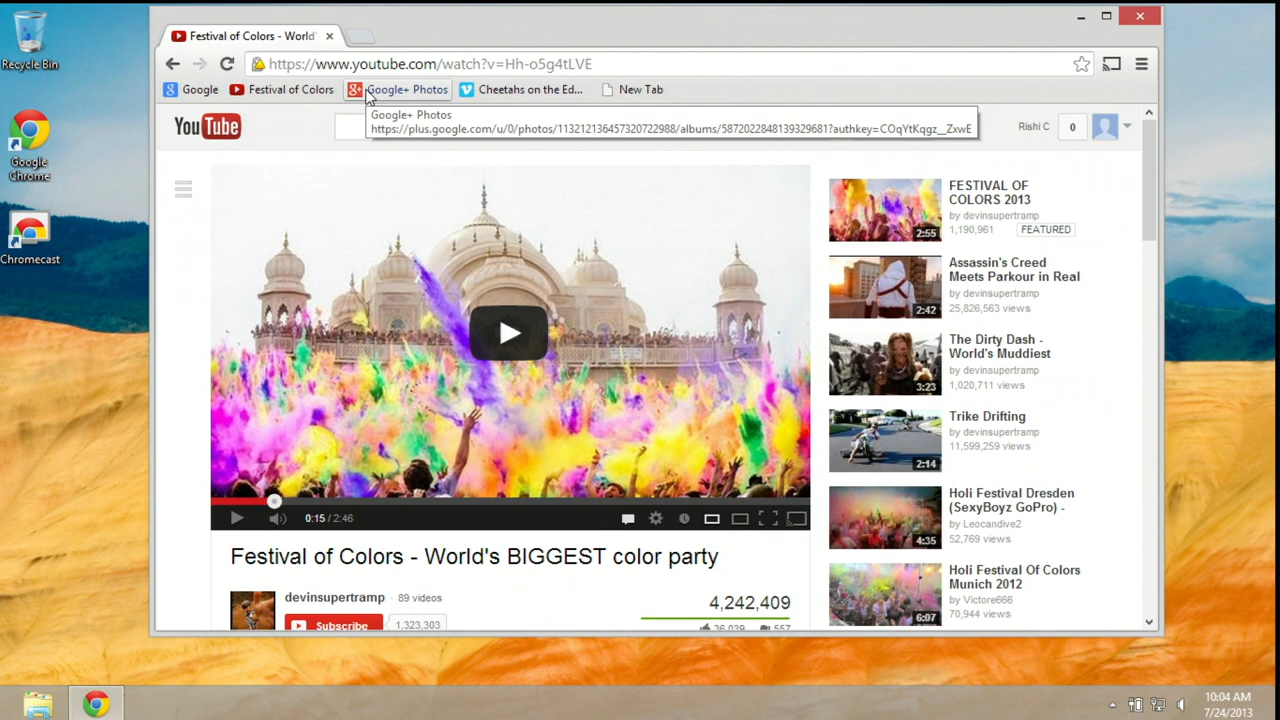 Recycle Bin
Google
Chrome
Chromecast
Festival of Colors - World'
https://www.youtube.com/watch?v=Hh-o5g4tLVE
Google
Festival of Colors
Google+ Photos
Cheetahs on the Ed...
New Tab
Google+ Photos
https://plus.google.com/u/0/photos/113212136457320722988/albums/5872022848139329681?authkey=COqYtKqgz__ZxwE
YouTube
Rishi C
0
0:15 / 2:46
Festival of Colors - World's BIGGEST color party
devinsupertramp · 89 videos
Subscribe
1,323,303
4,242,409
26,039
557
2:55
FESTIVAL OF
COLORS 2013
by devinsupertramp
1,190,961
FEATURED
2:42
Assassin's Creed
Meets Parkour in Real
by devinsupertramp
25,826,563 views
3:23
The Dirty Dash -
World's Muddiest
by devinsupertramp
1,020,711 views
2:14
Trike Drifting
by devinsupertramp
11,599,259 views
4:35
Holi Festival Dresden
(SexyBoyz GoPro) -
by Leocandive2
52,769 views
6:07
Holi Festival Of Colors
Munich 2012
by Victore666
70,944 views
10:04 AM
7/24/2013